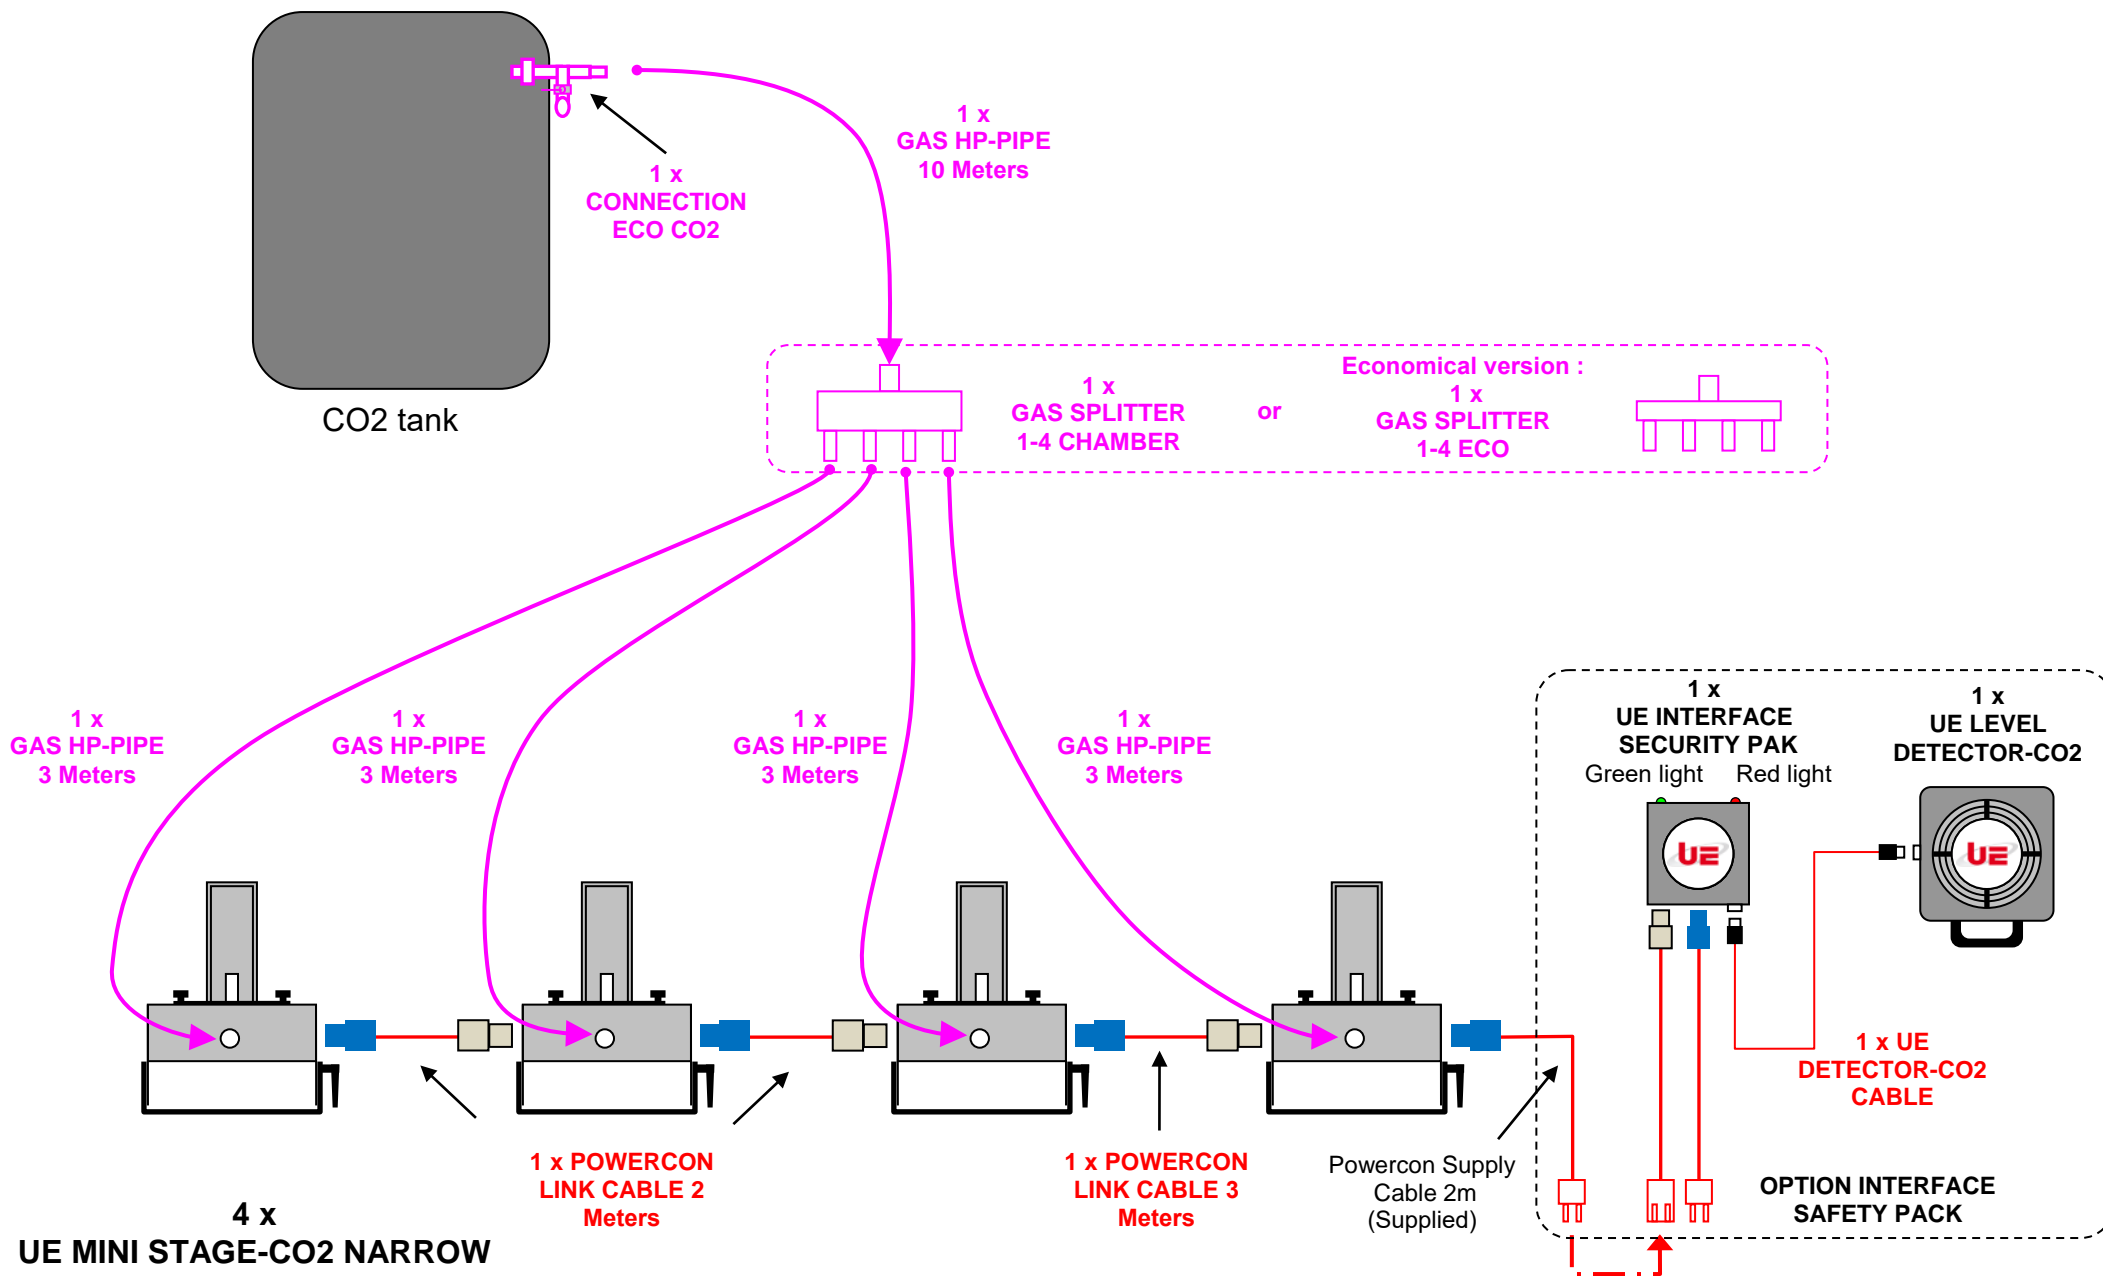 1 x
GAS HP-PIPE
10 Meters
1 x
CONNECTION
ECO CO2
CO2 tank
1 x
GAS SPLITTER
1-4 CHAMBER
or
Economical version :
1 x
GAS SPLITTER
1-4 ECO
1 x
GAS HP-PIPE
3 Meters
1 x
GAS HP-PIPE
3 Meters
1 x
GAS HP-PIPE
3 Meters
1 x
GAS HP-PIPE
3 Meters
1 x
UE INTERFACE
SECURITY PAK
Green light
Red light
1 x
UE LEVEL
DETECTOR-CO2
UE
UE
1 x UE
DETECTOR-CO2
CABLE
1 x POWERCON
LINK CABLE 2
Meters
1 x POWERCON
LINK CABLE 3
Meters
Powercon Supply
Cable 2m
(Supplied)
OPTION INTERFACE
SAFETY PACK
4 x
UE MINI STAGE-CO2 NARROW